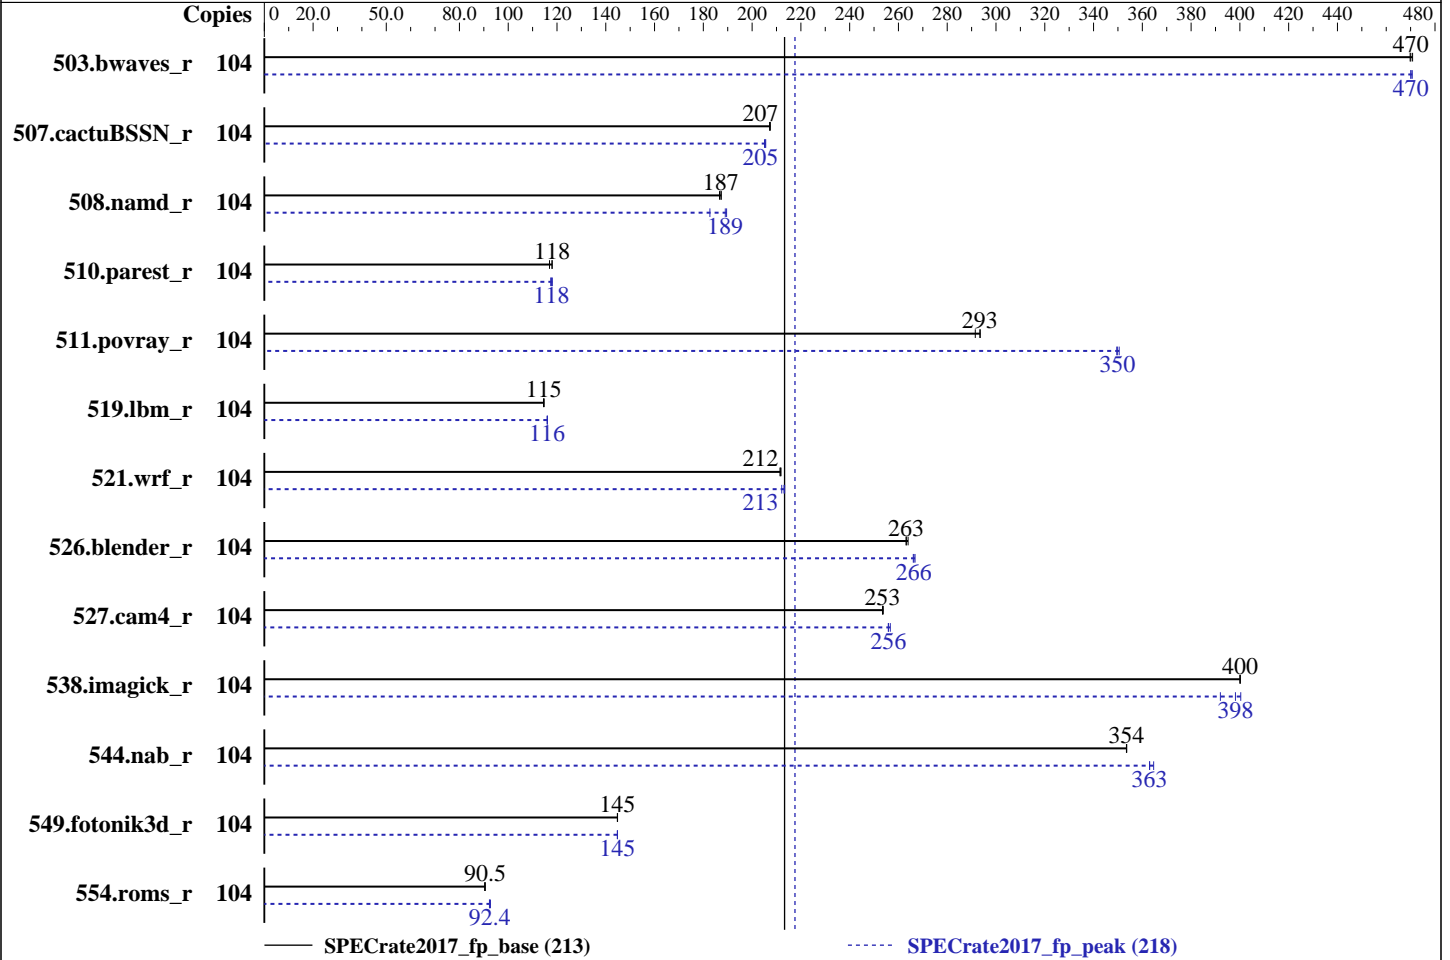 Copies 0 20.0 50.0 80.0 100 120 140 160 180 200 220 240 260 280 300 320 340 360 380 400 420 440 480
470
503.bwaves_r 104
470
207
507.cactuBSSN_r 104
205
187
508.namd_r 104
189
118
510.parest_r 104
118
293
511.povray_r 104
350
115
519.lbm_r 104
116
212
521.wrf_r 104
213
263
526.blender_r 104
266
253
527.cam4_r 104
256
400
538.imagick_r 104
398
354
544.nab_r 104
363
145
549.fotonik3d_r 104
145
90.5
554.roms_r 104
92.4
SPECrate2017_fp_base (213) SPECrate2017_fp_peak (218)